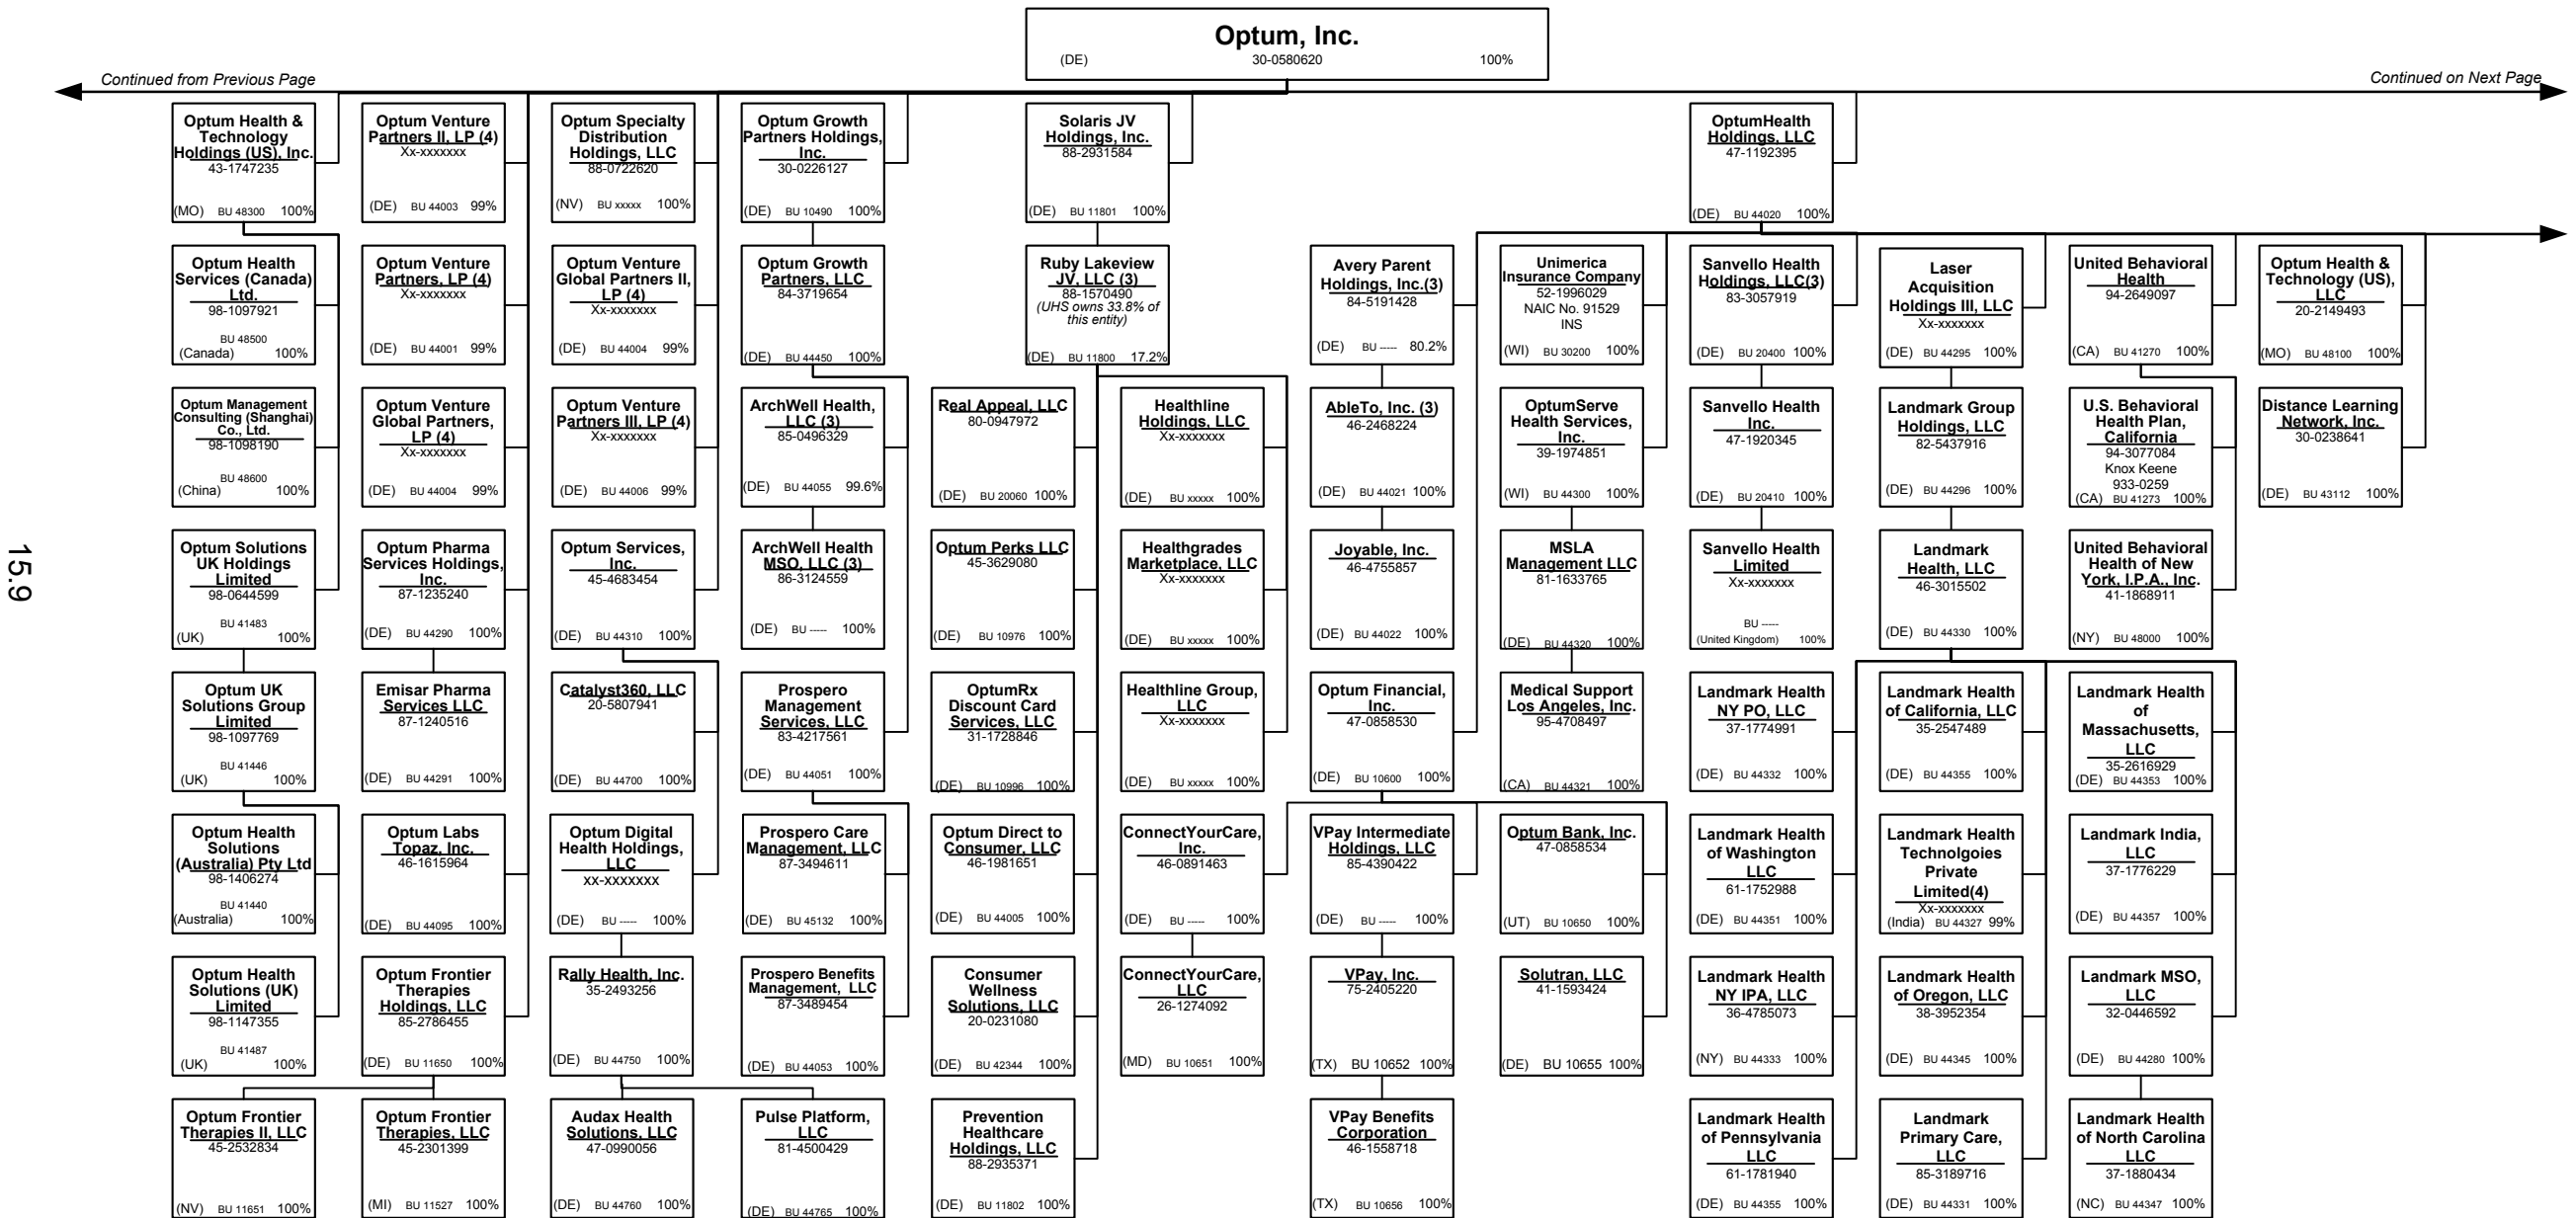 Optum, Inc.
(DE) 30-0580620 100%
Continued from Previous Page
Continued on Next Page
Optum Health &
Technology
Holdings (US), Inc.
43-1747235
(MO) BU 48300 100%
Optum Venture
Partners II, LP (4)
Xx-xxxxxxx
(DE) BU 44003 99%
Optum Specialty
Distribution
Holdings, LLC
88-0722620
(NV) BU xxxxx 100%
Optum Growth
Partners Holdings,
Inc.
30-0226127
(DE) BU 10490 100%
Solaris JV
Holdings, Inc.
88-2931584
(DE) BU 11801 100%
OptumHealth
Holdings, LLC
47-1192395
(DE) BU 44020 100%
Optum Health
Services (Canada)
Ltd.
98-1097921
BU 48500
(Canada) 100%
Optum Venture
Partners, LP (4)
Xx-xxxxxxx
(DE) BU 44001 99%
Optum Venture
Global Partners II,
LP (4)
Xx-xxxxxxx
(DE) BU 44004 99%
Optum Growth
Partners, LLC
84-3719654
(DE) BU 44450 100%
Ruby Lakeview
JV, LLC (3)
88-1570490
(UHS owns 33.8% of
this entity)
(DE) BU 11800 17.2%
Avery Parent
Holdings, Inc.(3)
84-5191428
(DE) BU ----- 80.2%
Unimerica
Insurance Company
52-1996029
NAIC No. 91529
INS
(WI) BU 30200 100%
Sanvello Health
Holdings, LLC(3)
83-3057919
(DE) BU 20400 100%
Laser
Acquisition
Holdings III, LLC
Xx-xxxxxxx
(DE) BU 44295 100%
United Behavioral
Health
94-2649097
(CA) BU 41270 100%
Optum Health &
Technology (US),
LLC
20-2149493
(MO) BU 48100 100%
Optum Management
Consulting (Shanghai)
Co., Ltd.
98-1098190
BU 48600
(China) 100%
Optum Venture
Global Partners,
LP (4)
Xx-xxxxxxx
(DE) BU 44004 99%
Optum Venture
Partners III, LP (4)
Xx-xxxxxxx
(DE) BU 44006 99%
ArchWell Health,
LLC (3)
85-0496329
(DE) BU 44055 99.6%
Real Appeal, LLC
80-0947972
(DE) BU 20060 100%
Healthline
Holdings, LLC
Xx-xxxxxxx
(DE) BU xxxxx 100%
AbleTo, Inc. (3)
46-2468224
(DE) BU 44021 100%
OptumServe
Health Services,
Inc.
39-1974851
(WI) BU 44300 100%
Sanvello Health
Inc.
47-1920345
(DE) BU 20410 100%
Landmark Group
Holdings, LLC
82-5437916
(DE) BU 44296 100%
U.S. Behavioral
Health Plan,
California
94-3077084
Knox Keene
933-0259
(CA) BU 41273 100%
Distance Learning
Network, Inc.
30-0238641
(DE) BU 43112 100%
Optum Solutions
UK Holdings
Limited
98-0644599
BU 41483
(UK) 100%
Optum Pharma
Services Holdings,
Inc.
87-1235240
(DE) BU 44290 100%
Optum Services,
Inc.
45-4683454
(DE) BU 44310 100%
ArchWell Health
MSO, LLC (3)
86-3124559
(DE) BU ----- 100%
Optum Perks LLC
45-3629080
(DE) BU 10976 100%
Healthgrades
Marketplace, LLC
Xx-xxxxxxx
(DE) BU xxxxx 100%
Joyable, Inc.
46-4755857
(DE) BU 44022 100%
MSLA
Management LLC
81-1633765
(DE) BU 44320 100%
Sanvello Health
Limited
Xx-xxxxxxx
BU -----
(United Kingdom) 100%
Landmark
Health, LLC
46-3015502
(DE) BU 44330 100%
United Behavioral
Health of New
York, I.P.A., Inc.
41-1868911
(NY) BU 48000 100%
Optum UK
Solutions Group
Limited
98-1097769
BU 41446
(UK) 100%
Emisar Pharma
Services LLC
87-1240516
(DE) BU 44291 100%
Catalyst360, LLC
20-5807941
(DE) BU 44700 100%
Prospero
Management
Services, LLC
83-4217561
(DE) BU 44051 100%
OptumRx
Discount Card
Services, LLC
31-1728846
(DE) BU 10996 100%
Healthline Group,
LLC
Xx-xxxxxxx
(DE) BU xxxxx 100%
Optum Financial,
Inc.
47-0858530
(DE) BU 10600 100%
Medical Support
Los Angeles, Inc.
95-4708497
(CA) BU 44321 100%
Landmark Health
NY PO, LLC
37-1774991
(DE) BU 44332 100%
Landmark Health
of California, LLC
35-2547489
(DE) BU 44355 100%
Landmark Health
of
Massachusetts,
LLC
35-2616929
(DE) BU 44353 100%
Optum Health
Solutions
(Australia) Pty Ltd
98-1406274
BU 41440
(Australia) 100%
Optum Labs
Topaz, Inc.
46-1615964
(DE) BU 44095 100%
Optum Digital
Health Holdings,
LLC
xx-xxxxxxx
(DE) BU ----- 100%
Prospero Care
Management, LLC
87-3494611
(DE) BU 45132 100%
Optum Direct to
Consumer, LLC
46-1981651
(DE) BU 44005 100%
ConnectYourCare,
Inc.
46-0891463
(DE) BU ----- 100%
VPay Intermediate
Holdings, LLC
85-4390422
(DE) BU ----- 100%
Optum Bank, Inc.
47-0858534
(UT) BU 10650 100%
Landmark Health
of Washington
LLC
61-1752988
(DE) BU 44351 100%
Landmark Health
Technolgoies
Private
Limited(4)
Xx-xxxxxxx
(India) BU 44327 99%
Landmark India,
LLC
37-1776229
(DE) BU 44357 100%
Optum Health
Solutions (UK)
Limited
98-1147355
BU 41487
(UK) 100%
Optum Frontier
Therapies
Holdings, LLC
85-2786455
(DE) BU 11650 100%
Rally Health, Inc.
35-2493256
(DE) BU 44750 100%
Prospero Benefits
Management, LLC
87-3489454
(DE) BU 44053 100%
Consumer
Wellness
Solutions, LLC
20-0231080
(DE) BU 42344 100%
ConnectYourCare,
LLC
26-1274092
(MD) BU 10651 100%
VPay, Inc.
75-2405220
(TX) BU 10652 100%
Solutran, LLC
41-1593424
(DE) BU 10655 100%
Landmark Health
NY IPA, LLC
36-4785073
(NY) BU 44333 100%
Landmark Health
of Oregon, LLC
38-3952354
(DE) BU 44345 100%
Landmark MSO,
LLC
32-0446592
(DE) BU 44280 100%
Optum Frontier
Therapies II, LLC
45-2532834
(NV) BU 11651 100%
Optum Frontier
Therapies, LLC
45-2301399
(MI) BU 11527 100%
Audax Health
Solutions, LLC
47-0990056
(DE) BU 44760 100%
Pulse Platform,
LLC
81-4500429
(DE) BU 44765 100%
Prevention
Healthcare
Holdings, LLC
88-2935371
(DE) BU 11802 100%
VPay Benefits
Corporation
46-1558718
(TX) BU 10656 100%
Landmark Health
of Pennsylvania
LLC
61-1781940
(DE) BU 44355 100%
Landmark
Primary Care,
LLC
85-3189716
(DE) BU 44331 100%
Landmark Health
of North Carolina
LLC
37-1880434
(NC) BU 44347 100%
15.9